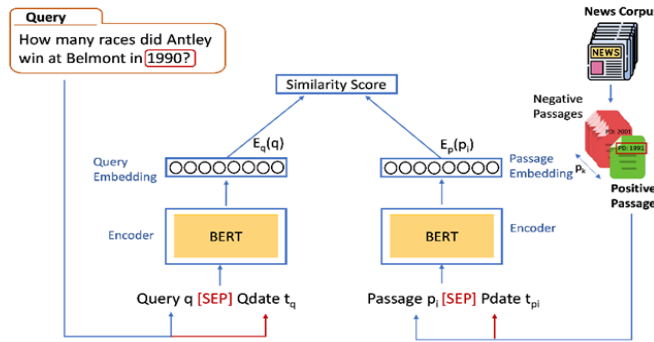 Query
How many races did Antley
win at Belmont in 1990?
News Corpus
NEWS
Similarity Score
Negative
Passages
PD: 2001
PD: 1991
Eq(q)
Ep(pi)
Query
Embedding
Passage
Embedding
pk
Positive
Passage
Encoder
BERT
BERT
Encoder
Query q [SEP] Qdate tq
Passage pi [SEP] Pdate tpi